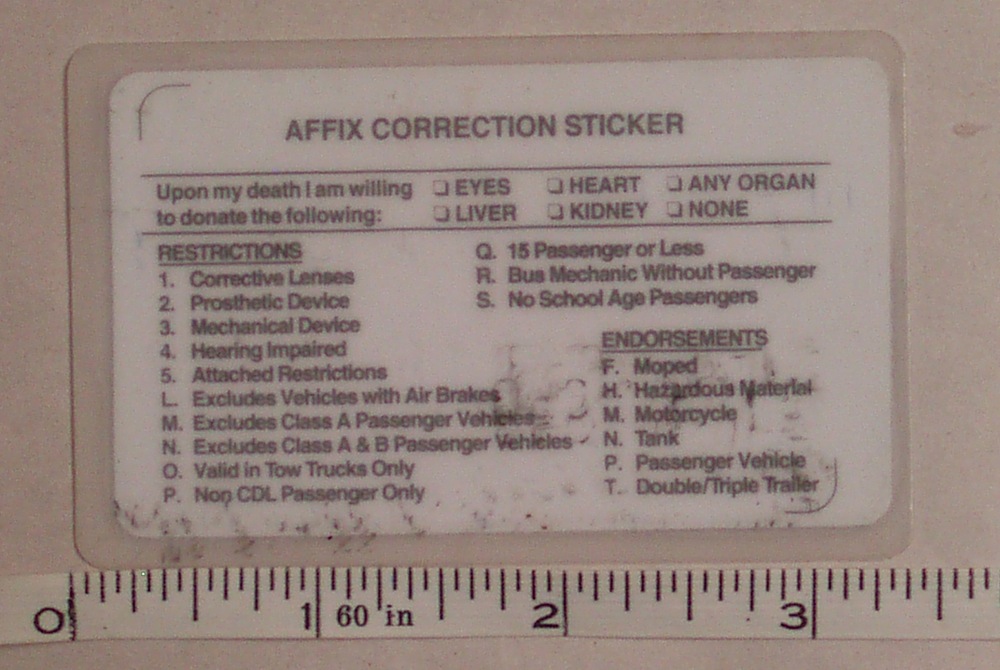 AFFIX CORRECTION STICKER
Upon my death I am willing ❏ EYES ❏ HEART ❏ ANY ORGAN
to donate the following: ❏ LIVER ❏ KIDNEY ❏ NONE
RESTRICTIONS
1. Corrective Lenses
2. Prosthetic Device
3. Mechanical Device
4. Hearing Impaired
5. Attached Restrictions
L. Excludes Vehicles with Air Brakes
M. Excludes Class A Passenger Vehicles
N. Excludes Class A & B Passenger Vehicles
O. Valid in Tow Trucks Only
P. Non CDL Passenger Only
Q. 15 Passenger or Less
R. Bus Mechanic Without Passenger
S. No School Age Passengers
ENDORSEMENTS
F. Moped
H. Hazardous Material
M. Motorcycle
N. Tank
P. Passenger Vehicle
T. Double/Triple Trailer
0 1 60 in 2 3